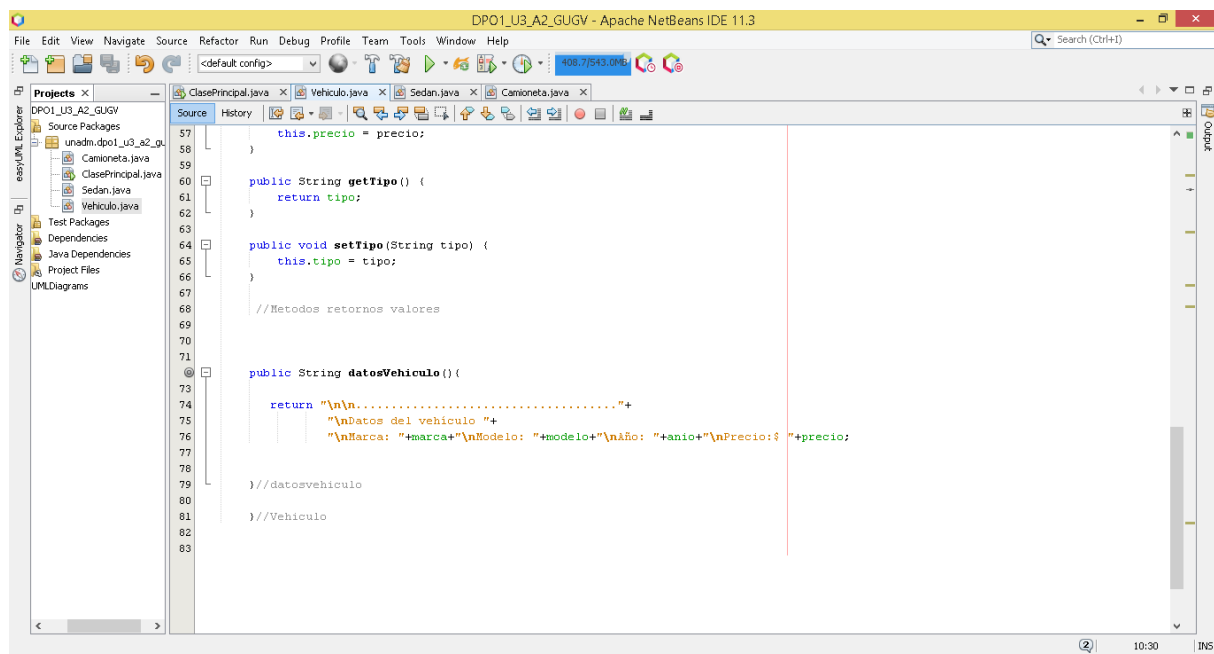 DPO1_U3_A2_GUGV - Apache NetBeans IDE 11.3
File Edit View Navigate Source Refactor Run Debug Profile Team Tools Window Help
Search (Ctrl+I)
<default config>
408.7/543.0MB
Projects
ClasePrincipal.java
Vehiculo.java
Sedan.java
Camioneta.java
easyUML Explorer
Navigator
Output
DPO1_U3_A2_GUGV
Source Packages
unadm.dpo1_u3_a2_gu
Camioneta.java
ClasePrincipal.java
Sedan.java
Vehiculo.java
Test Packages
Dependencies
Java Dependencies
Project Files
UMLDiagrams
Source History
57 this.precio = precio;
58 }
59
60 public String getTipo() {
61 return tipo;
62 }
63
64 public void setTipo(String tipo) {
65 this.tipo = tipo;
66 }
67
68 //Metodos retornos valores
69
70
71
public String datosVehiculo(){
73
74 return "\n\n....................................."+
75 "\nDatos del vehículo "+
76 "\nMarca: "+marca+"\nModelo: "+modelo+"\nAño: "+anio+"\nPrecio:$ "+precio;
77
78
79 }//datosvehiculo
80
81 }//Vehiculo
82
83
2
10:30
INS